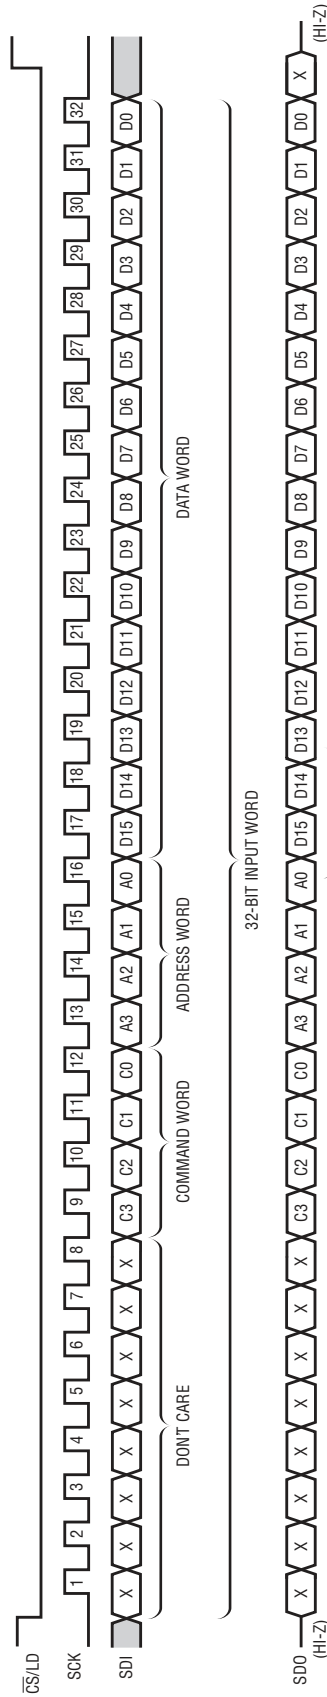 C̅S̅/LD
SCK 1 2 3 4 5 6 7 8 9 10 11 12 13 14 15 16 17 18 19 20 21 22 23 24 25 26 27 28 29 30 31 32
SDI X X X X X X X X C3 C2 C1 C0 A3 A2 A1 A0 D15 D14 D13 D12 D11 D10 D9 D8 D7 D6 D5 D4 D3 D2 D1 D0
DON'T CARE COMMAND WORD ADDRESS WORD DATA WORD
32-BIT INPUT WORD
SDO X X X X X X X X C3 C2 C1 C0 A3 A2 A1 A0 D15 D14 D13 D12 D11 D10 D9 D8 D7 D6 D5 D4 D3 D2 D1 D0 X
(HI-Z) (HI-Z)